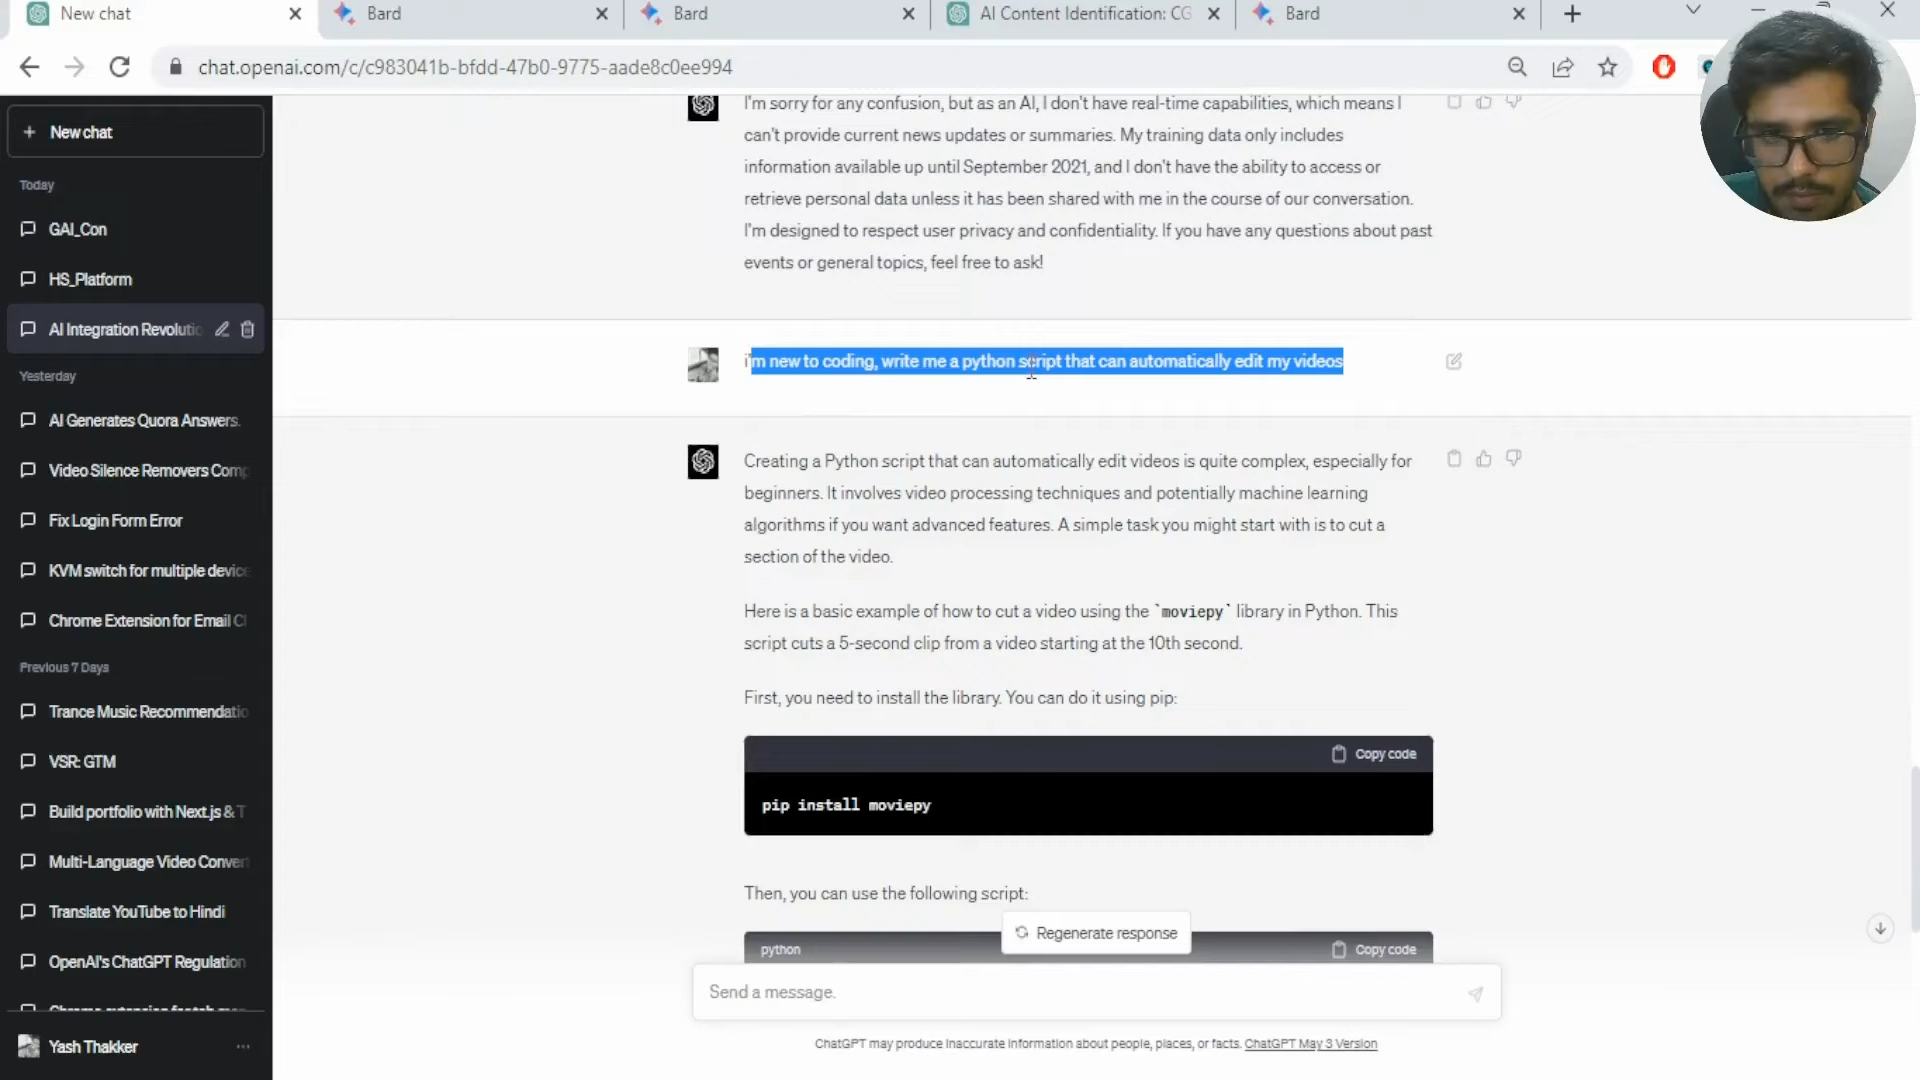 New chat
Bard
Bard
AI Content Identification: CG
Bard
chat.openai.com/c/c983041b-bfdd-47b0-9775-aade8c0ee994
New chat
Today
GAI_Con
HS_Platform
AI Integration Revolutio
Yesterday
AI Generates Quora Answers.
Video Silence Removers Comp
Fix Login Form Error
KVM switch for multiple device
Chrome Extension for Email Cl
Previous 7 Days
Trance Music Recommendatio
VSR: GTM
Build portfolio with Next.js & T
Multi-Language Video Conver
Translate YouTube to Hindi
OpenAI's ChatGPT Regulation
Yash Thakker
I'm sorry for any confusion, but as an AI, I don't have real-time capabilities, which means I
can't provide current news updates or summaries. My training data only includes
information available up until September 2021, and I don't have the ability to access or
retrieve personal data unless it has been shared with me in the course of our conversation.
I'm designed to respect user privacy and confidentiality. If you have any questions about past
events or general topics, feel free to ask!
i'm new to coding, write me a python script that can automatically edit my videos
Creating a Python script that can automatically edit videos is quite complex, especially for
beginners. It involves video processing techniques and potentially machine learning
algorithms if you want advanced features. A simple task you might start with is to cut a
section of the video.
Here is a basic example of how to cut a video using the `moviepy` library in Python. This
script cuts a 5-second clip from a video starting at the 10th second.
First, you need to install the library. You can do it using pip:
Copy code
pip install moviepy
Then, you can use the following script:
Regenerate response
python
Copy code
Send a message.
ChatGPT may produce inaccurate information about people, places, or facts. ChatGPT May 3 Version